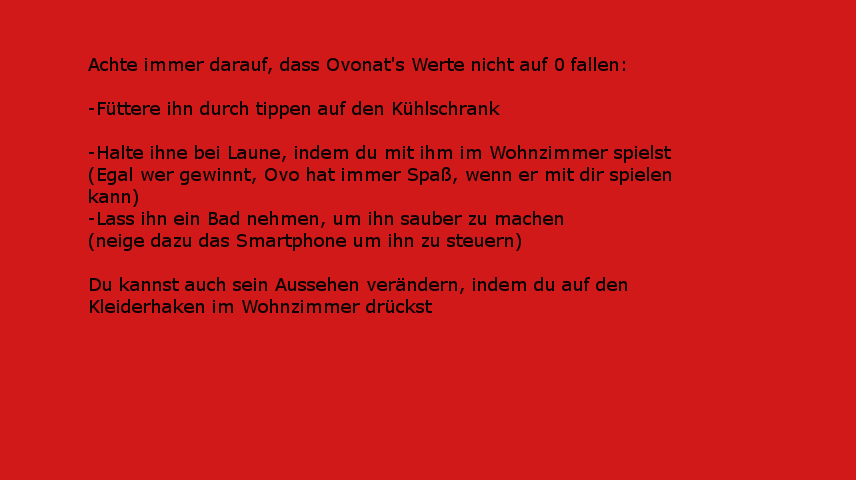 Achte immer darauf, dass Ovonat's Werte nicht auf 0 fallen:
-Füttere ihn durch tippen auf den Kühlschrank
-Halte ihne bei Laune, indem du mit ihm im Wohnzimmer spielst
(Egal wer gewinnt, Ovo hat immer Spaß, wenn er mit dir spielen
kann)
-Lass ihn ein Bad nehmen, um ihn sauber zu machen
(neige dazu das Smartphone um ihn zu steuern)
Du kannst auch sein Aussehen verändern, indem du auf den
Kleiderhaken im Wohnzimmer drückst